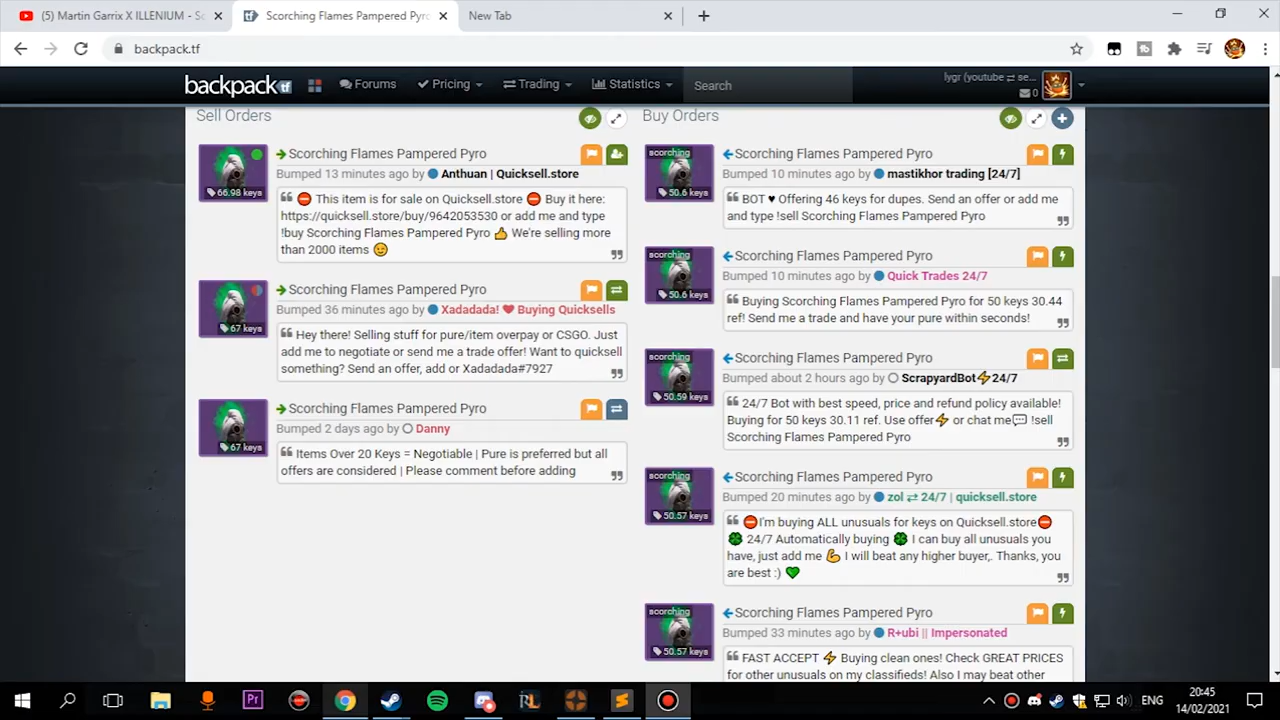 (5) Martin Garrix X ILLENIUM - Sc
Scorching Flames Pampered Pyro
New Tab
backpack.tf
backpack tf
Forums
Pricing
Trading
Statistics
Search
lygr (youtube ⇄ se...
0
Sell Orders
Scorching Flames Pampered Pyro
66.98 keys
Bumped 13 minutes ago by Anthuan | Quicksell.store
⛔ This item is for sale on Quicksell.store ⛔ Buy it here:
https://quicksell.store/buy/9642053530 or add me and type
!buy Scorching Flames Pampered Pyro 👍 We're selling more
than 2000 items 😉
Scorching Flames Pampered Pyro
67 keys
Bumped 36 minutes ago by Xadadada! ❤ Buying Quicksells
Hey there! Selling stuff for pure/item overpay or CSGO. Just
add me to negotiate or send me a trade offer! Want to quicksell
something? Send an offer, add or Xadadada#7927
Scorching Flames Pampered Pyro
67 keys
Bumped 2 days ago by Danny
Items Over 20 Keys = Negotiable | Pure is preferred but all
offers are considered | Please comment before adding
Buy Orders
scorching
50.6 keys
Scorching Flames Pampered Pyro
Bumped 10 minutes ago by mastikhor trading [24/7]
BOT ♥ Offering 46 keys for dupes. Send an offer or add me
and type !sell Scorching Flames Pampered Pyro
scorching
50.6 keys
Scorching Flames Pampered Pyro
Bumped 10 minutes ago by Quick Trades 24/7
Buying Scorching Flames Pampered Pyro for 50 keys 30.44
ref! Send me a trade and have your pure within seconds!
scorching
50.59 keys
Scorching Flames Pampered Pyro
Bumped about 2 hours ago by ScrapyardBot⚡24/7
24/7 Bot with best speed, price and refund policy available!
Buying for 50 keys 30.11 ref. Use offer⚡ or chat me💬 !sell
Scorching Flames Pampered Pyro
scorching
50.57 keys
Scorching Flames Pampered Pyro
Bumped 20 minutes ago by zol ⇄ 24/7 | quicksell.store
⛔I'm buying ALL unusuals for keys on Quicksell.store⛔
🍀 24/7 Automatically buying 🍀 I can buy all unusuals you
have, just add me 💪 I will beat any higher buyer,. Thanks, you
are best :) 💚
scorching
50.57 keys
Scorching Flames Pampered Pyro
Bumped 33 minutes ago by R+ubi || Impersonated
FAST ACCEPT ⚡ Buying clean ones! Check GREAT PRICES
for other unusuals on my classifieds! Also I may beat other
Pr
ENG
20:45
14/02/2021